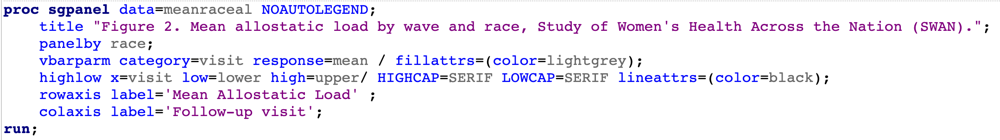 proc sgpanel data=meanraceal NOAUTOLEGEND;
title "Figure 2. Mean allostatic load by wave and race, Study of Women's Health Across the Nation (SWAN).";
panelby race;
vbarparm category=visit response=mean / fillattrs=(color=lightgrey);
highlow x=visit low=lower high=upper/ HIGHCAP=SERIF LOWCAP=SERIF lineattrs=(color=black);
rowaxis label='Mean Allostatic Load' ;
colaxis label='Follow-up visit';
run;